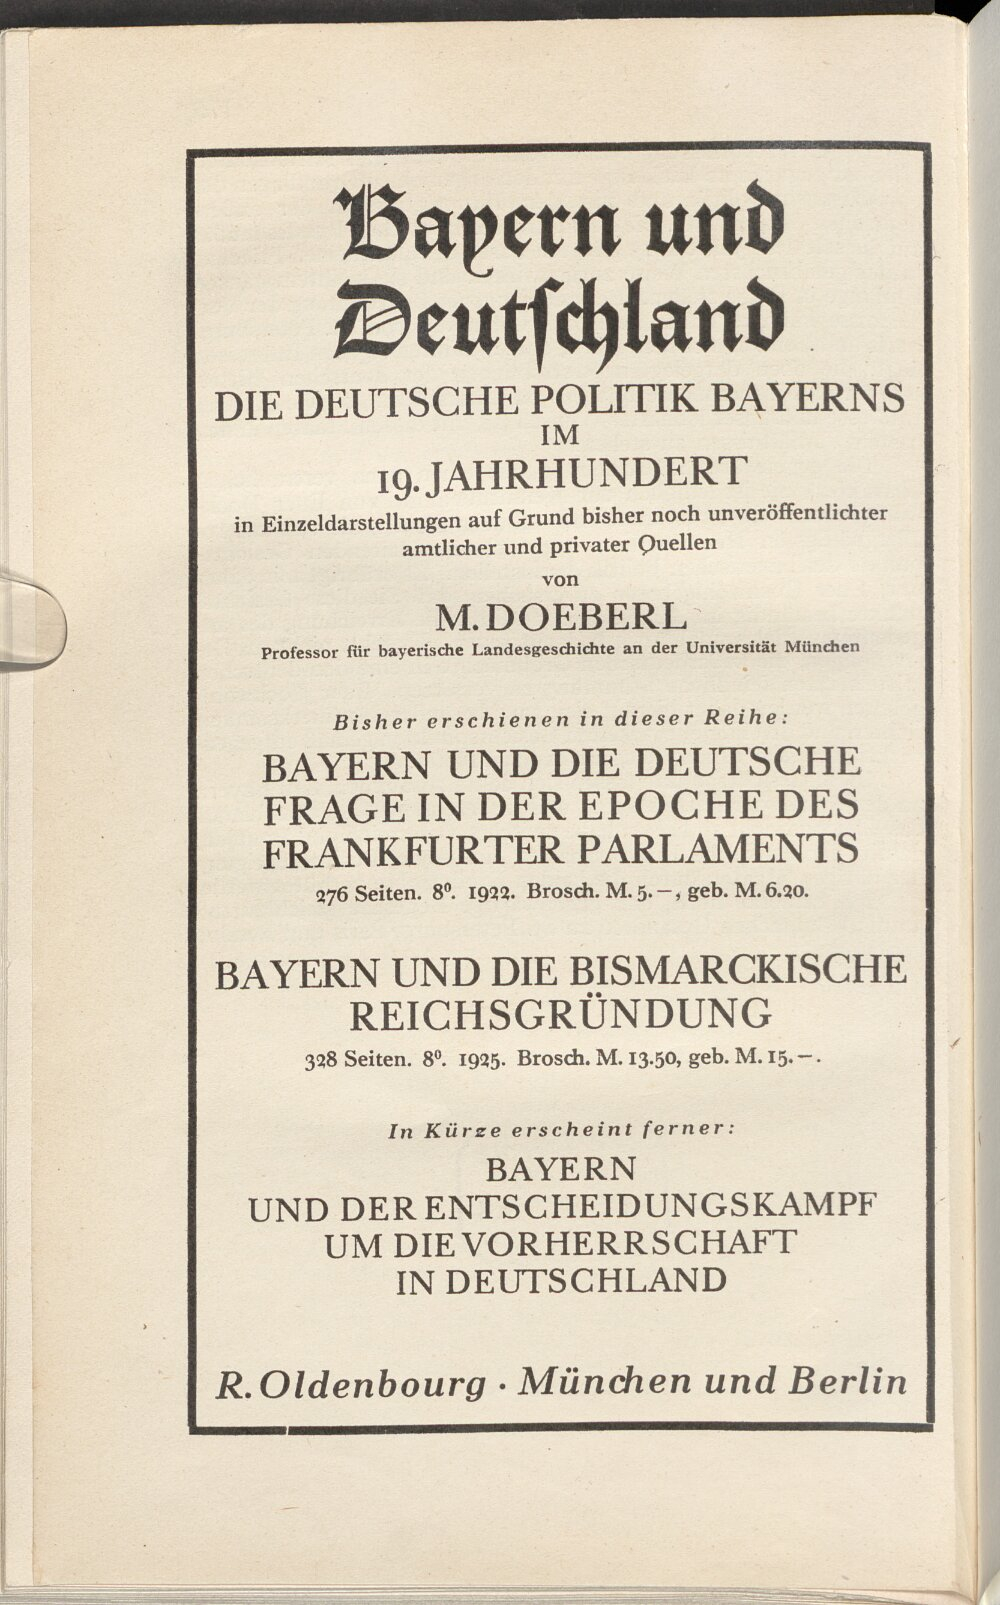 Bayern und
Deutſchland
DIE DEUTSCHE POLITIK BAYERNS
IM
19. JAHRHUNDERT
in Einzeldarstellungen auf Grund bisher noch unveröffentlichter
amtlicher und privater Quellen
von
M. DOEBERL
Professor für bayerische Landesgeschichte an der Universität München
Bisher erschienen in dieser Reihe:
BAYERN UND DIE DEUTSCHE
FRAGE IN DER EPOCHE DES
FRANKFURTER PARLAMENTS
276 Seiten. 8⁰. 1922. Brosch. M. 5.—, geb. M. 6.20.
BAYERN UND DIE BISMARCKISCHE
REICHSGRÜNDUNG
328 Seiten. 8⁰. 1925. Brosch. M. 13.50, geb. M. 15.—.
In Kürze erscheint ferner:
BAYERN
UND DER ENTSCHEIDUNGSKAMPF
UM DIE VORHERRSCHAFT
IN DEUTSCHLAND
R. Oldenbourg · München und Berlin